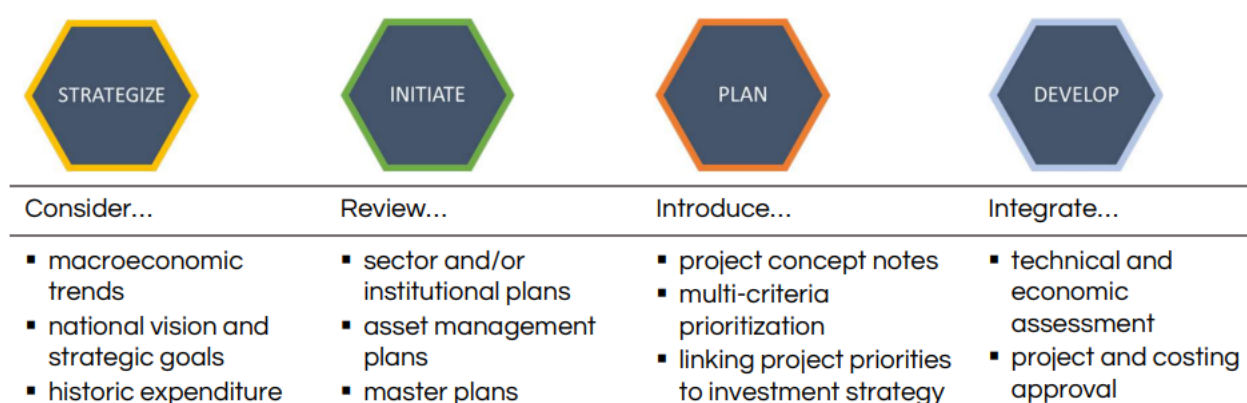 STRATEGIZE
INITIATE
PLAN
DEVELOP
Consider...
Review...
Introduce...
Integrate...
▪ macroeconomic
trends
▪ national vision and
strategic goals
▪ historic expenditure
▪ sector and/or
institutional plans
▪ asset management
plans
▪ master plans
▪ project concept notes
▪ multi-criteria
prioritization
▪ linking project priorities
to investment strategy
▪ technical and
economic
assessment
▪ project and costing
approval